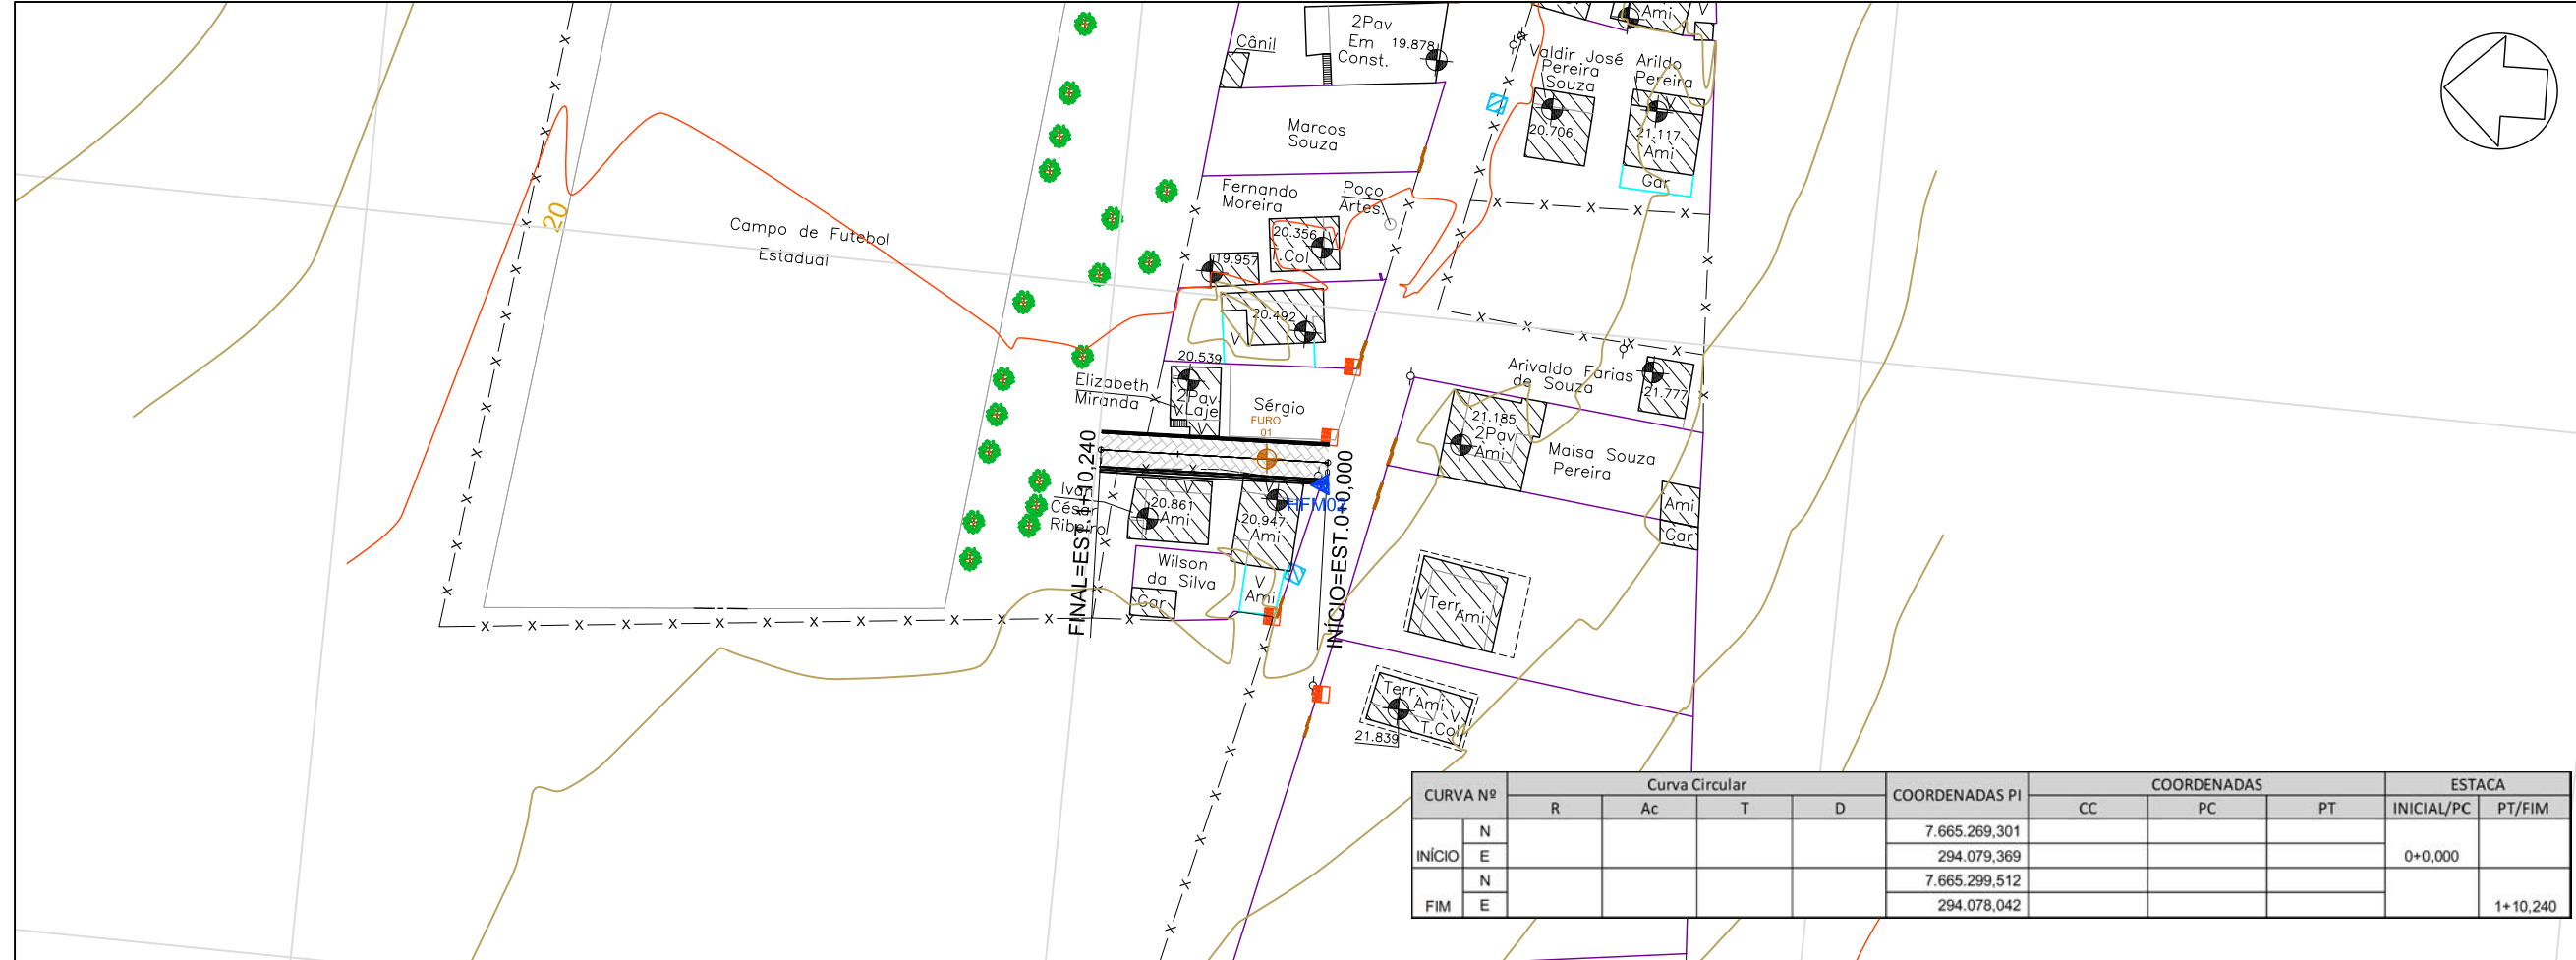 2Pav
Em
Const.
19.878
Cânil
Ami
V
Valdir José
Pereira
Souza
Arildo
Pereira
V
20.706
21.117
Ami
Gar
Marcos
Souza
Fernando
Moreira
Poço
Artes.
20
Campo de Futebol
Estadual
20.356
V
T.Col
19.957
20.492
V
20.539
Elizabeth
Miranda
2Pav
Laje
V
V
Sérgio
FURO
01
Arivaldo Farias
de Souza
21.777
21.185
2Pav
Ami
Maisa Souza
Pereira
Ami
Gar
FINAL=EST.1+10,240
INÍCIO=EST.0+0,000
HFM02
Ivan
César
Ribeiro
V
20.861
Ami
V
20.947
Ami
Wilson
da Silva
Gar
V
Ami
V
Terr.
Ami
V
Terr.
Ami
V
T.Col
21.839
CURVA Nº Curva Circular COORDENADAS PI COORDENADAS ESTACA
R Ac T D CC PC PT INICIAL/PC PT/FIM
INÍCIO N 7.665.269,301
E 294.079,369 0+0,000
FIM N 7.665.299,512
E 294.078,042 1+10,240